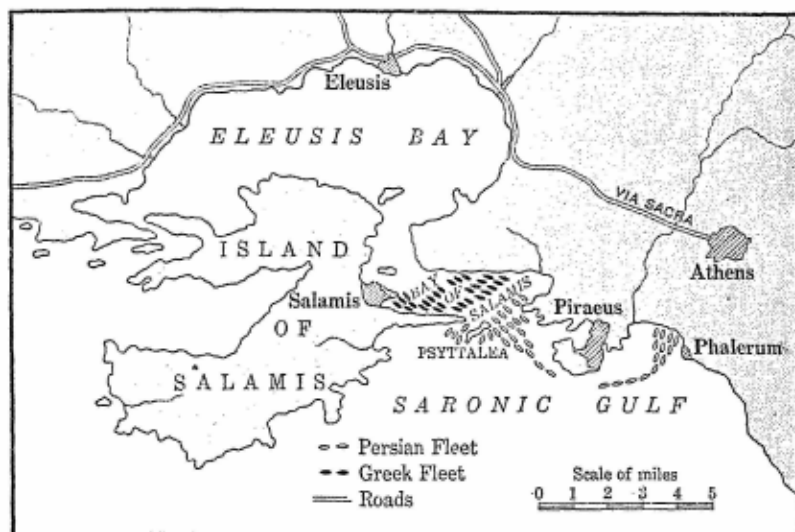 Eleusis
ELEUSIS BAY
VIA SACRA
Athens
ISLAND
BAY
OF
SALAMIS
Salamis
Piraeus
OF
PSYTTALEA
Phalerum
SALAMIS
SARONIC GULF
Persian Fleet
Greek Fleet
Roads
Scale of miles
0 1 2 3 4 5